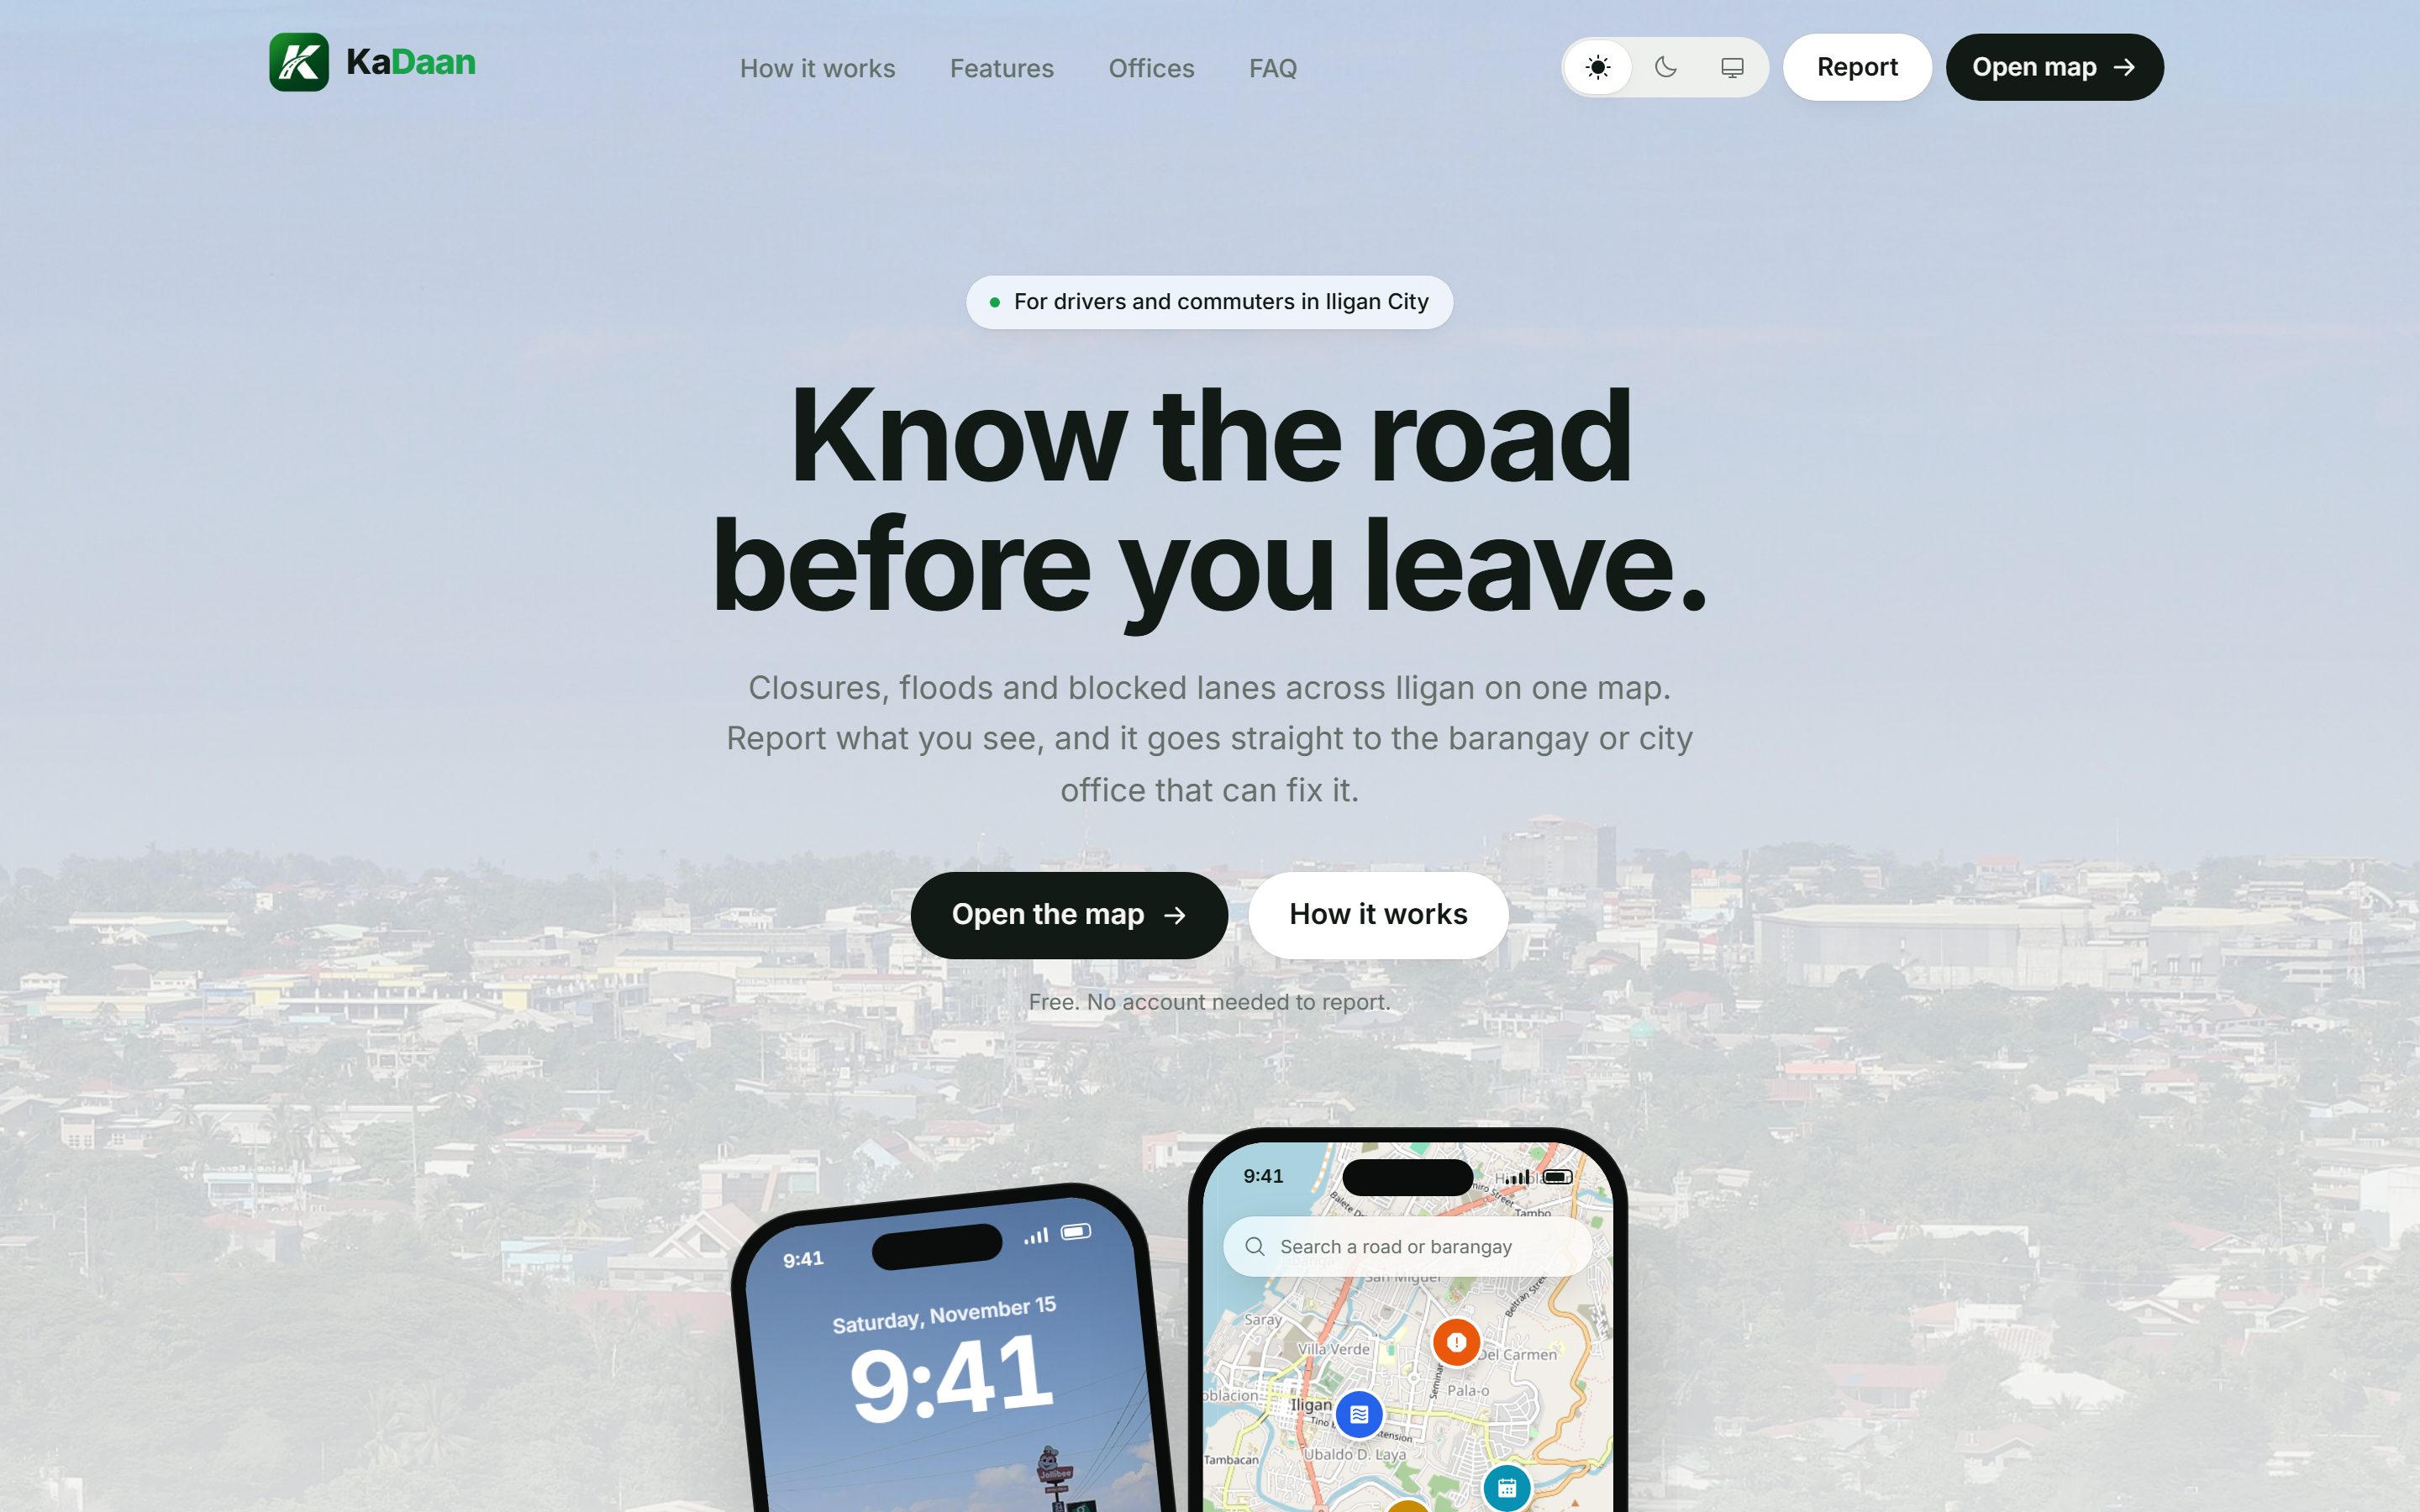 KaDaan
How it works
Features
Offices
FAQ
Report
Open map
For drivers and commuters in Iligan City
Know the road
before you leave.
Closures, floods and blocked lanes across Iligan on one map.
Report what you see, and it goes straight to the barangay or city
office that can fix it.
Open the map
How it works
Free. No account needed to report.
9:41
Saturday, November 15
9:41
Jollibee
9:41
Search a road or barangay
Tambo
San Miguel
Beltran Street
Saray
Villa Verde
Del Carmen
Pala-o
Iligan
Ubaldo D. Laya
Tambacan